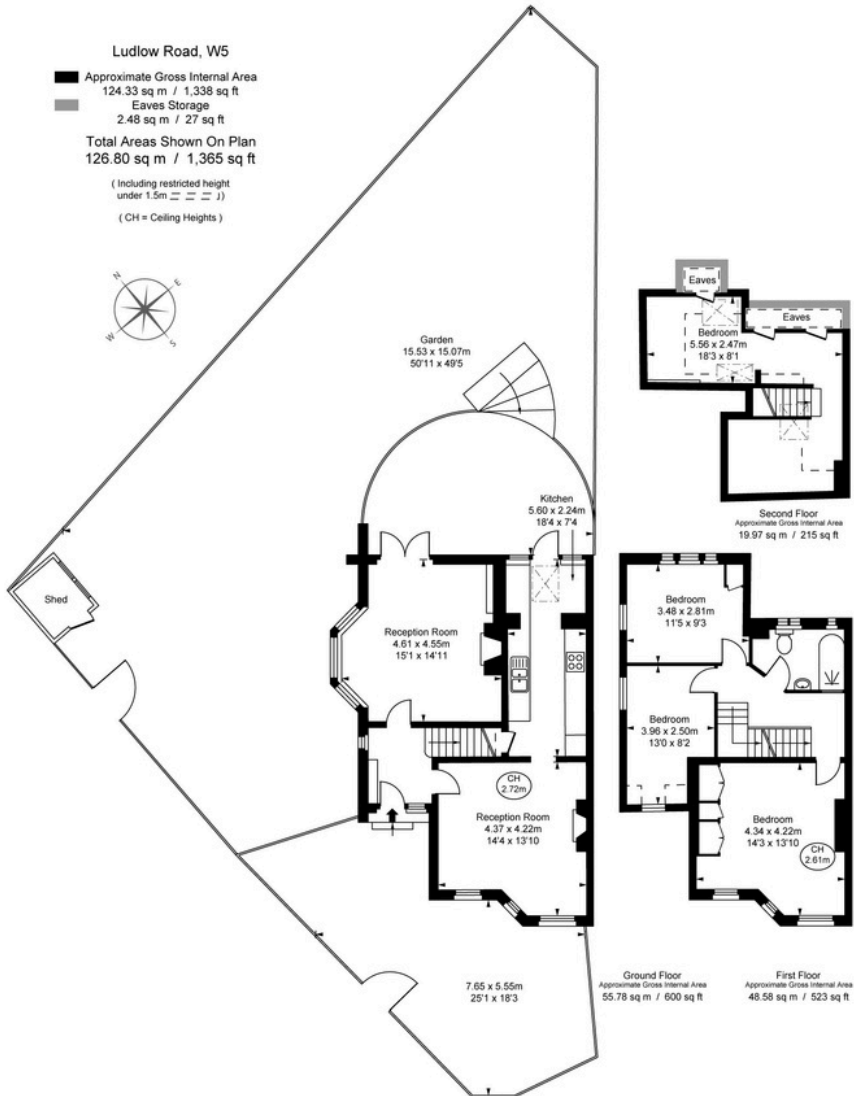 Ludlow Road, W5
Approximate Gross Internal Area
124.33 sq m / 1,338 sq ft
Eaves Storage
2.48 sq m / 27 sq ft
Total Areas Shown On Plan
126.80 sq m / 1,365 sq ft
( Including restricted height
under 1.5m )
( CH = Ceiling Heights )
N
E
W
S
Garden
15.53 x 15.07m
50'11 x 49'5
Shed
Kitchen
5.60 x 2.24m
18'4 x 7'4
Reception Room
4.61 x 4.55m
15'1 x 14'11
CH
2.72m
Reception Room
4.37 x 4.22m
14'4 x 13'10
7.65 x 5.55m
25'1 x 18'3
Ground Floor
Approximate Gross Internal Area
55.78 sq m / 600 sq ft
Eaves
Eaves
Bedroom
5.56 x 2.47m
18'3 x 8'1
Second Floor
Approximate Gross Internal Area
19.97 sq m / 215 sq ft
Bedroom
3.48 x 2.81m
11'5 x 9'3
Bedroom
3.96 x 2.50m
13'0 x 8'2
Bedroom
4.34 x 4.22m
14'3 x 13'10
CH
2.61m
First Floor
Approximate Gross Internal Area
48.58 sq m / 523 sq ft